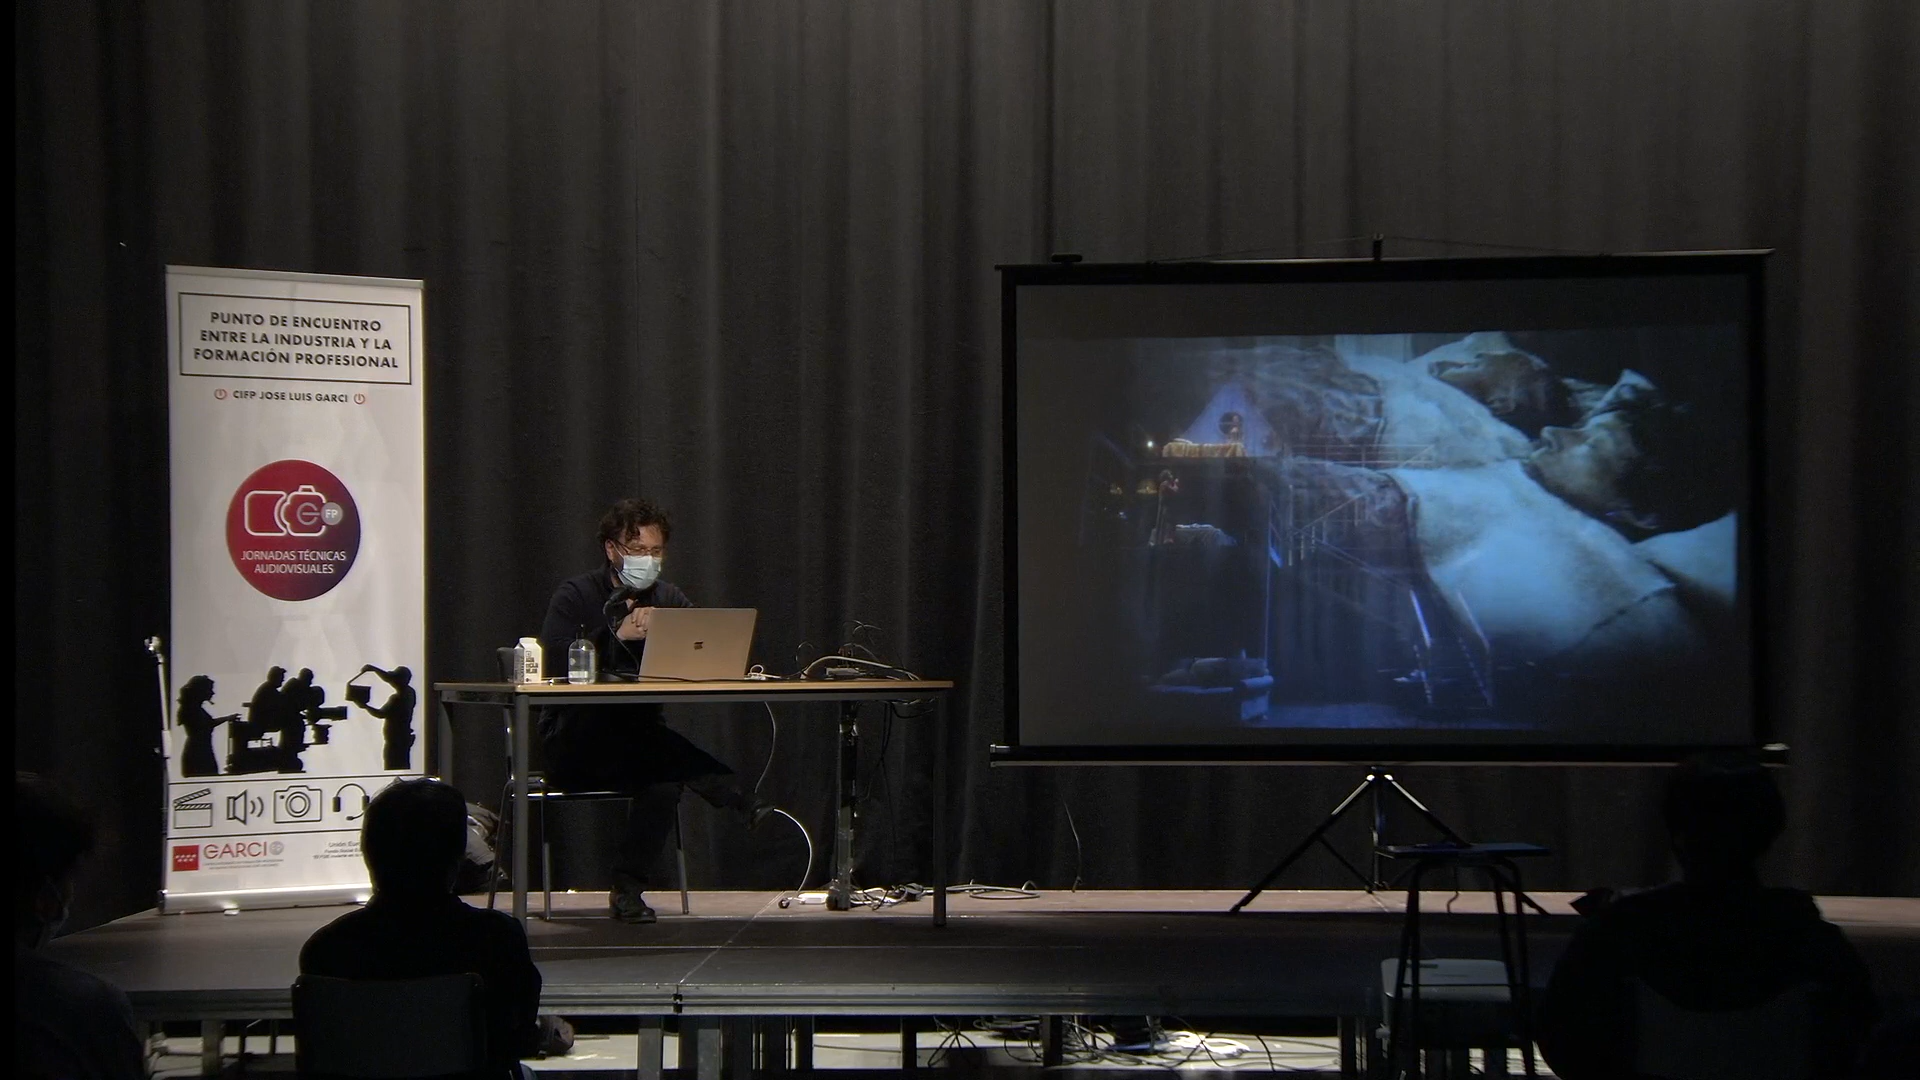 PUNTO DE ENCUENTRO
ENTRE LA INDUSTRIA Y LA
FORMACIÓN PROFESIONAL
CIFP JOSE LUIS GARCI
FP
JORNADAS TÉCNICAS
AUDIOVISUALES
GARCI